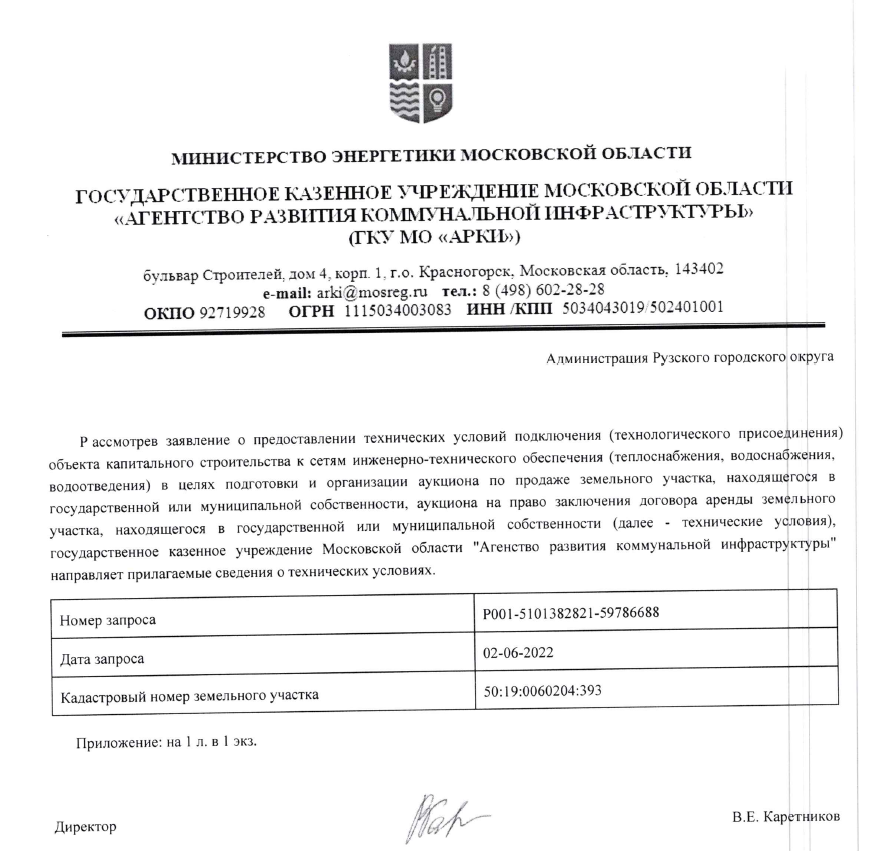 МИНИСТЕРСТВО ЭНЕРГЕТИКИ МОСКОВСКОЙ ОБЛАСТИ
ГОСУДАРСТВЕННОЕ КАЗЕННОЕ УЧРЕЖДЕНИЕ МОСКОВСКОЙ ОБЛАСТИ
«АГЕНТСТВО РАЗВИТИЯ КОММУНАЛЬНОЙ ИНФРАСТРУКТУРЫ»
(ГКУ МО «АРКИ»)
бульвар Строителей, дом 4, корп. 1, г.о. Красногорск, Московская область, 143402
e-mail: arki@mosreg.ru тел.: 8 (498) 602-28-28
ОКПО 92719928 ОГРН 1115034003083 ИНН /КПП 5034043019/502401001
Администрация Рузского городского округа
Р ассмотрев заявление о предоставлении технических условий подключения (технологического присоединения)
объекта капитального строительства к сетям инженерно-технического обеспечения (теплоснабжения, водоснабжения,
водоотведения) в целях подготовки и организации аукциона по продаже земельного участка, находящегося в
государственной или муниципальной собственности, аукциона на право заключения договора аренды земельного
участка, находящегося в государственной или муниципальной собственности (далее - технические условия),
государственное казенное учреждение Московской области "Агенство развития коммунальной инфраструктуры"
направляет прилагаемые сведения о технических условиях.
Номер запроса P001-5101382821-59786688
Дата запроса 02-06-2022
Кадастровый номер земельного участка 50:19:0060204:393
Приложение: на 1 л. в 1 экз.
Директор В.Е. Каретников